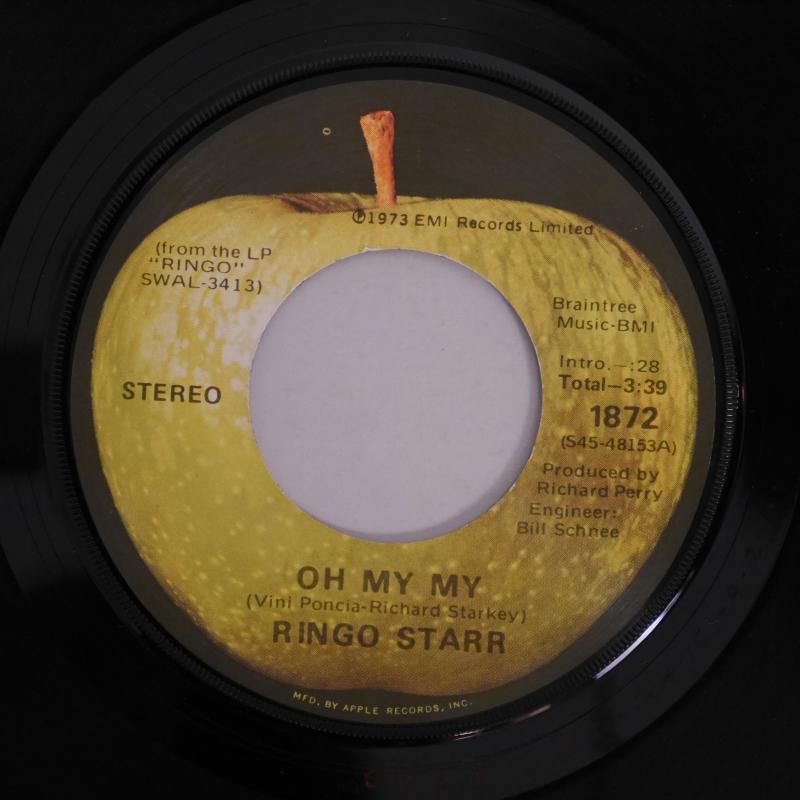 ℗1973 EMI Records Limited
(from the LP
"RINGO"
SWAL-3413)
STEREO
Braintree
Music-BMI
Intro.—:28
Total—3:39
1872
(S45-48153A)
Produced by
Richard Perry
Engineer:
Bill Schnee
OH MY MY
(Vini Poncia-Richard Starkey)
RINGO STARR
MFD. BY APPLE RECORDS, INC.